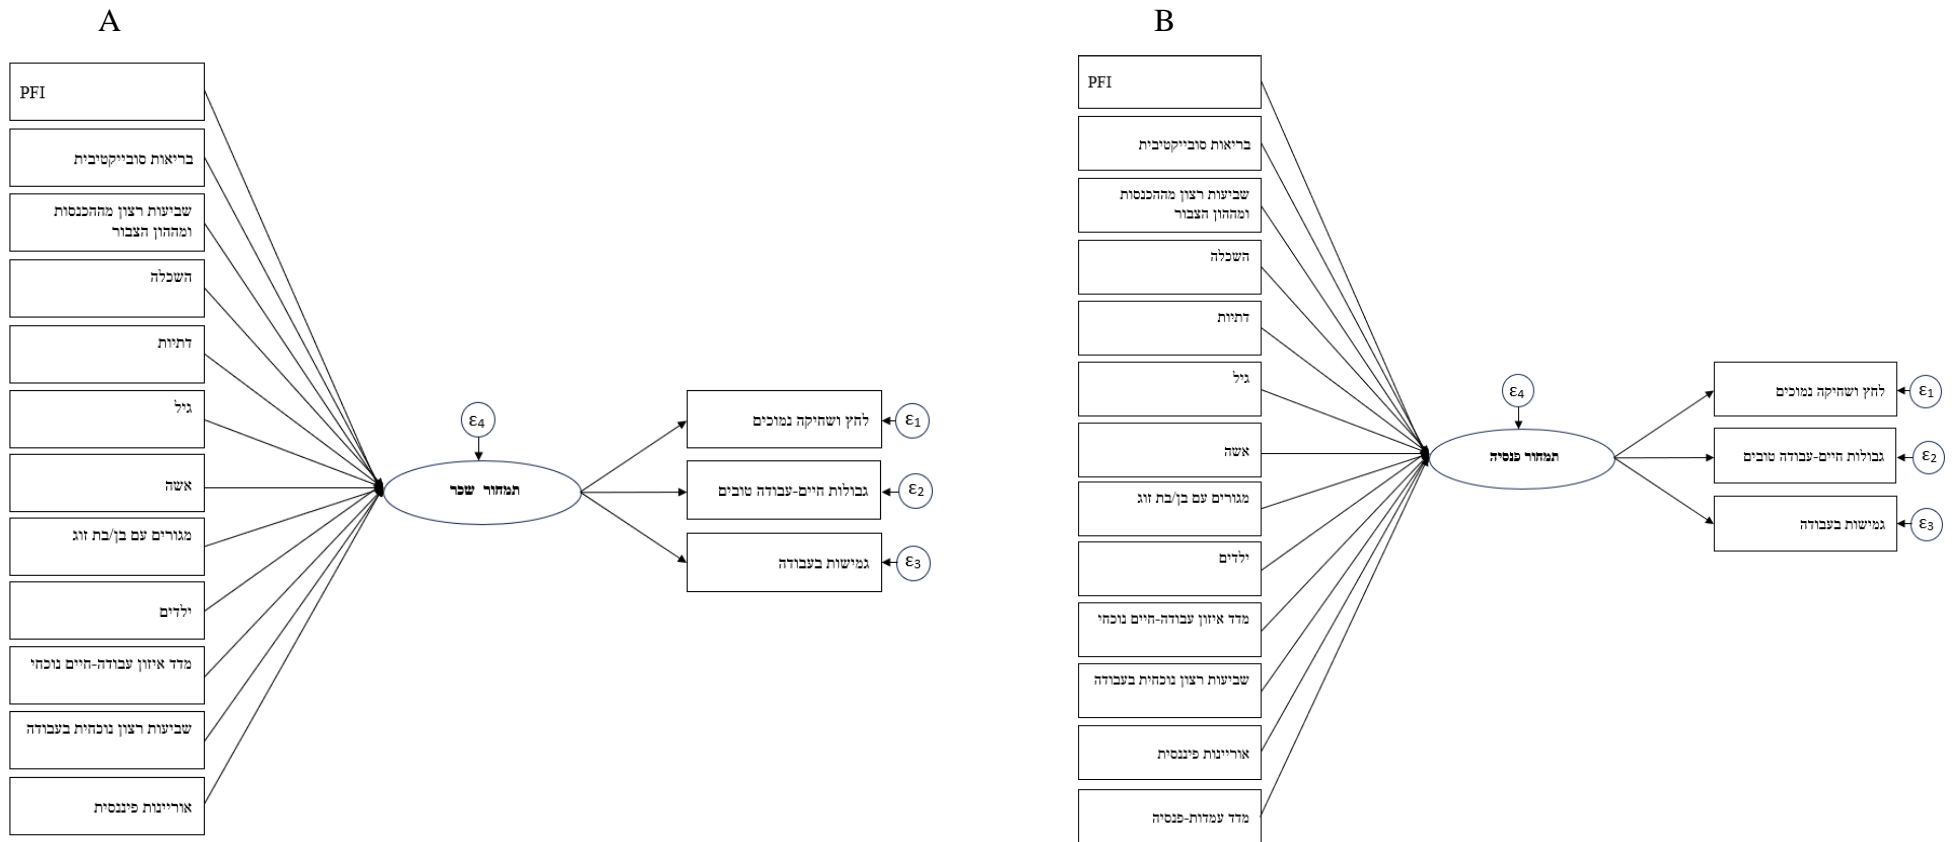 A
PFI
בריאות סובייקטיבית
שביעות רצון מההכנסות
ומההון הצבור
השכלה
דתיות
גיל
אשה
מגורים עם בן/בת זוג
ילדים
מדד איזון עבודה-חיים נוכחי
שביעות רצון נוכחית בעבודה
אוריינות פיננסית
ε4
תמחור שכר
לחץ ושחיקה נמוכים
ε1
גבולות חיים-עבודה טובים
ε2
גמישות בעבודה
ε3
B
PFI
בריאות סובייקטיבית
שביעות רצון מההכנסות
ומההון הצבור
השכלה
דתיות
גיל
אשה
מגורים עם בן/בת זוג
ילדים
מדד איזון עבודה-חיים נוכחי
שביעות רצון נוכחית בעבודה
אוריינות פיננסית
מדד עמדות-פנסיה
ε4
תמחור פנסיה
לחץ ושחיקה נמוכים
ε1
גבולות חיים-עבודה טובים
ε2
גמישות בעבודה
ε3